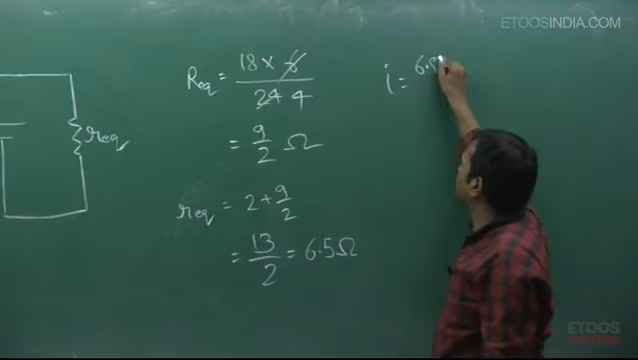 ETOOSINDIA.COM
Req = 18 × 6 / 24 4
= 9/2 Ω
req
req = 2 + 9/2
= 13/2 = 6.5Ω
i = 6.
ETOOS